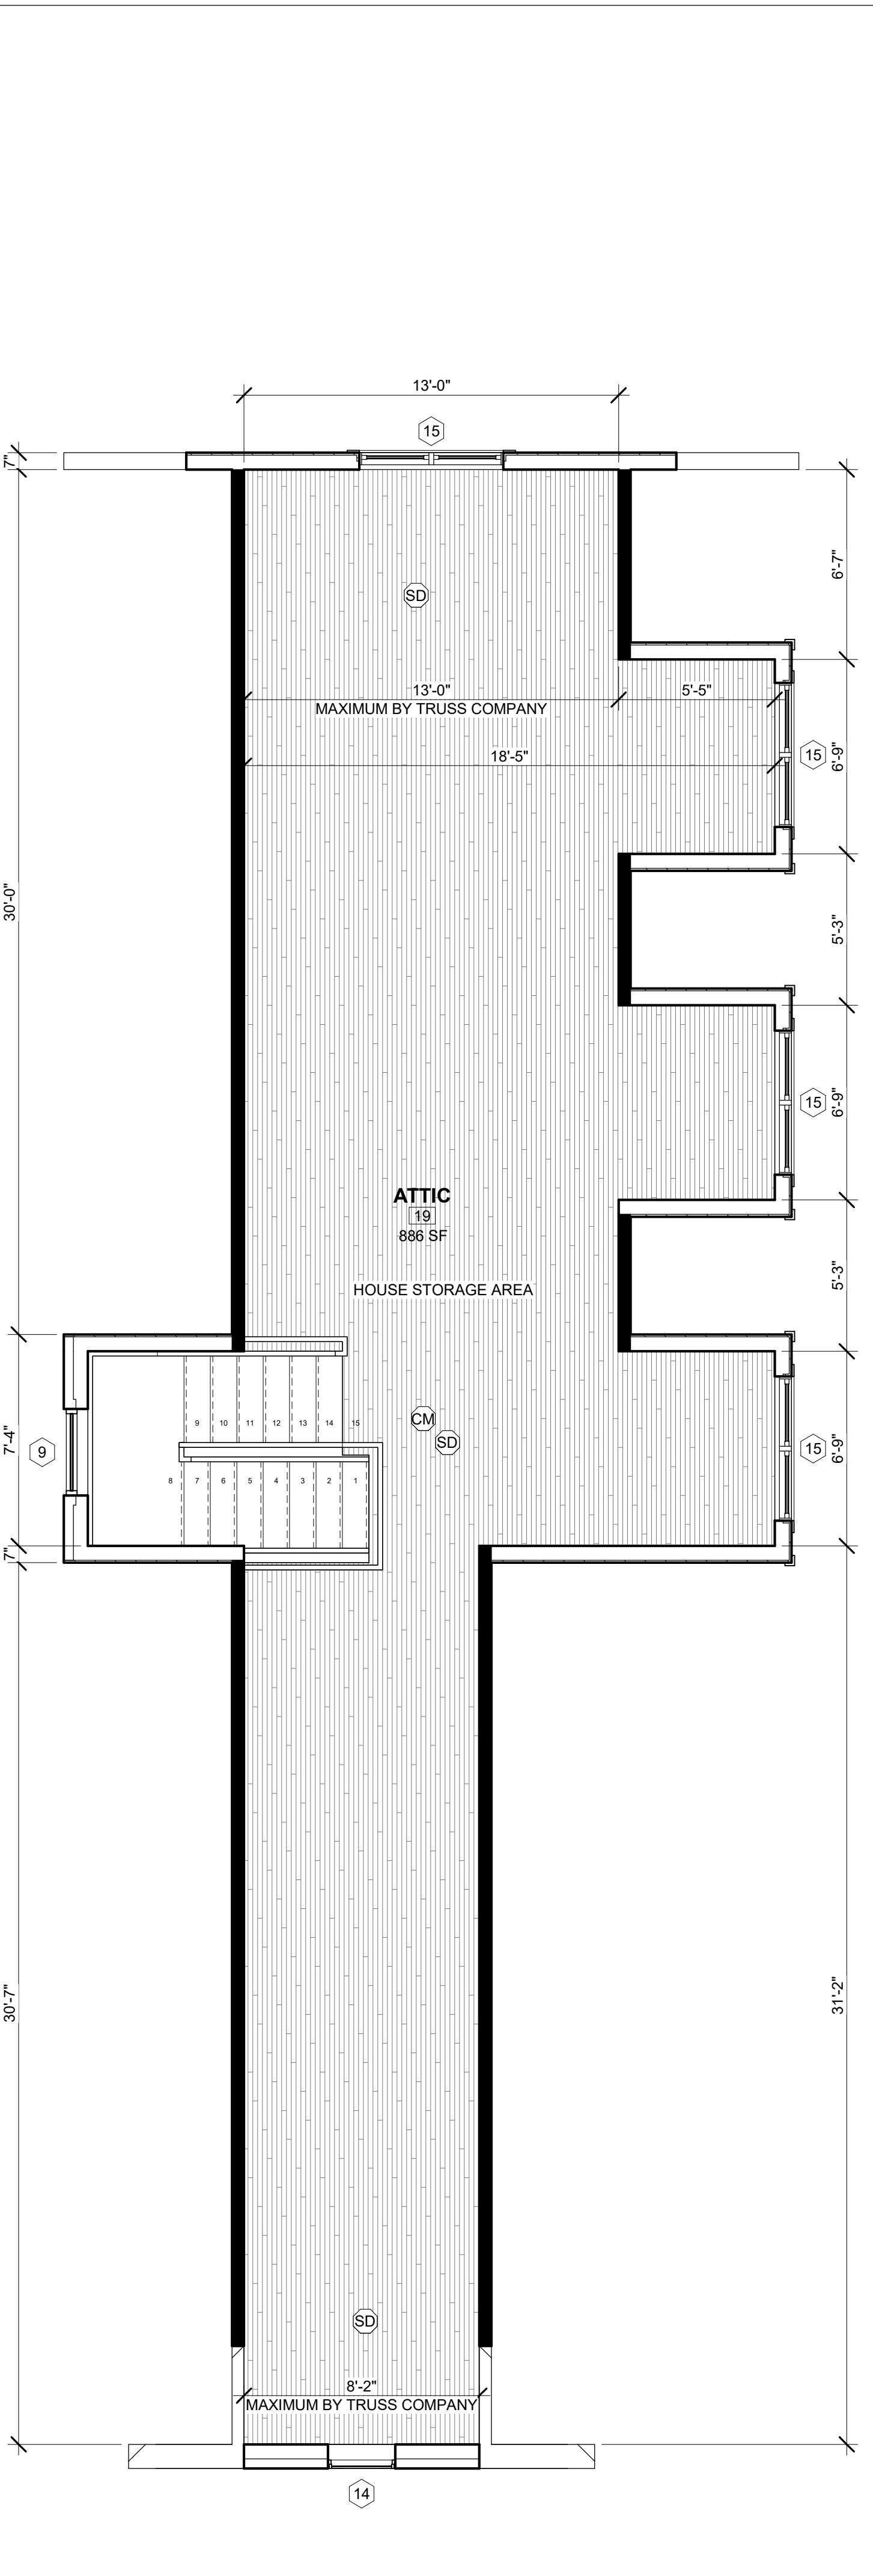 13'-0"
15
7"
6'-7"
SD
13'-0"
5'-5"
MAXIMUM BY TRUSS COMPANY
18'-5"
15
6'-9"
30'-0"
5'-3"
15
6'-9"
ATTIC
19
886 SF
HOUSE STORAGE AREA
5'-3"
9 10 11 12 13 14 15
CM
SD
7'-4"
9
15
6'-9"
8 7 6 5 4 3 2 1
7"
30'-7"
31'-2"
SD
8'-2"
MAXIMUM BY TRUSS COMPANY
14